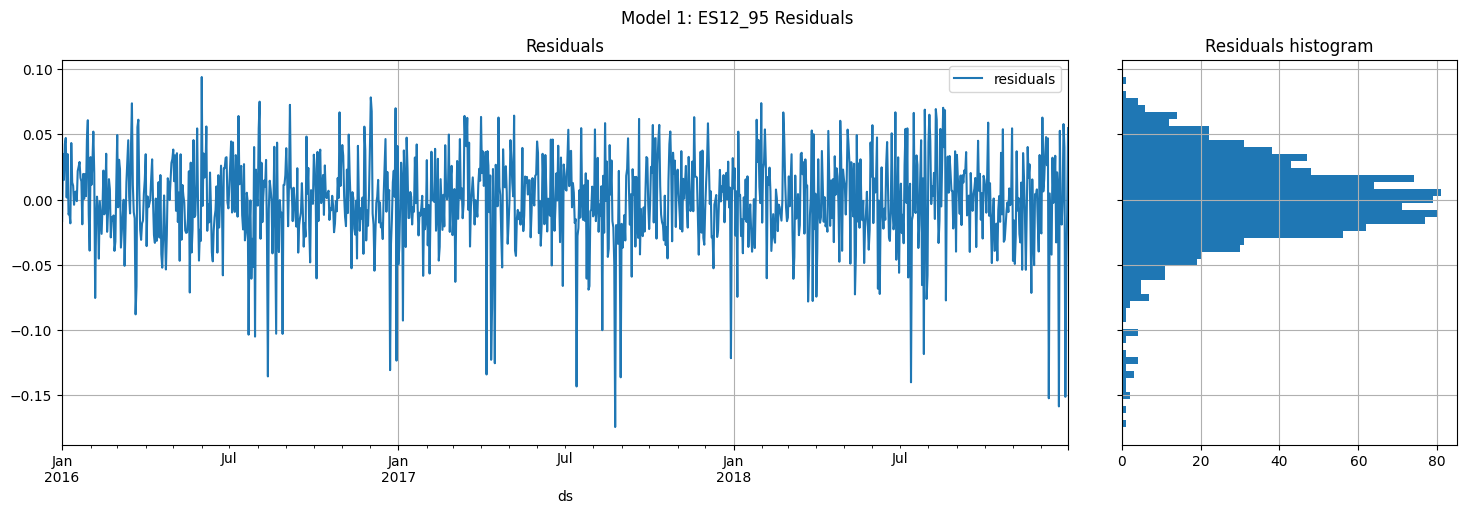 Model 1: ES12_95 Residuals
Residuals
Residuals histogram
residuals
0.10
0.05
0.00
−0.05
−0.10
−0.15
Jan Jul Jan Jul Jan Jul
2016 2017 2018
ds
0 20 40 60 80